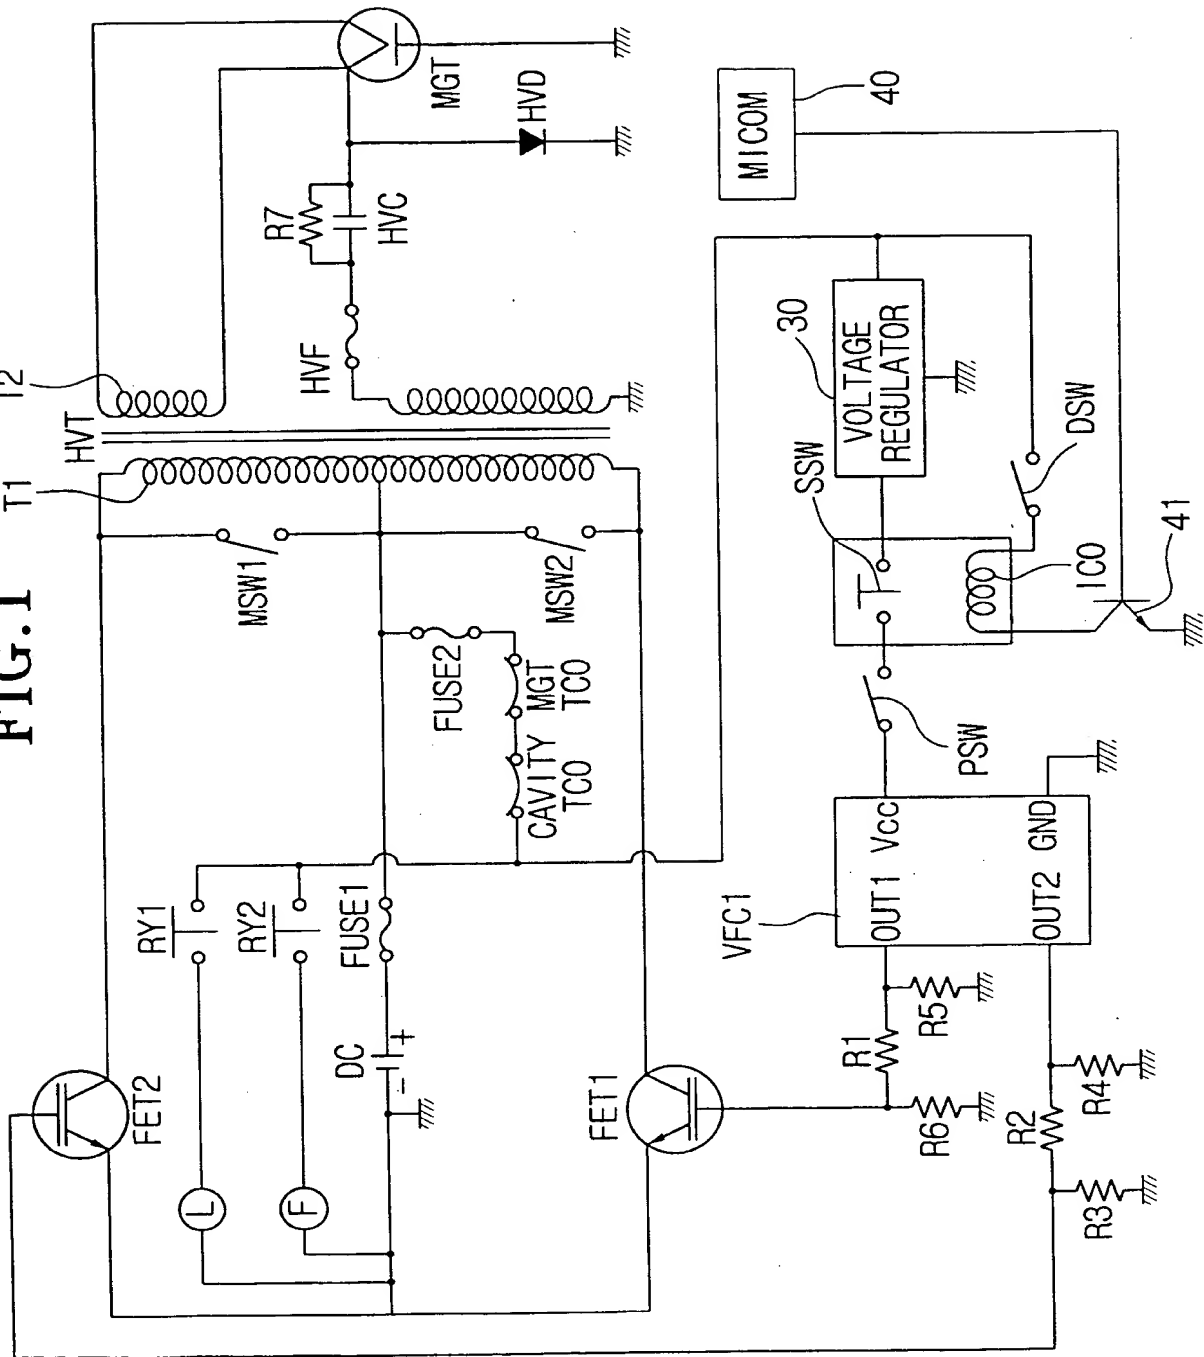 FIG.1
T1
HVT
T2
MGT
HVD
R7
HVC
HVF
MSW1
MSW2
FUSE2
MGT
TCO
CAVITY
TCO
RY1
RY2
FUSE1
DC
+
-
L
F
FET2
FET1
MICOM
40
30
VOLTAGE
REGULATOR
SSW
DSW
ICO
41
PSW
VFC1
OUT1 Vcc
OUT2 GND
R1
R5
R6
R2
R4
R3